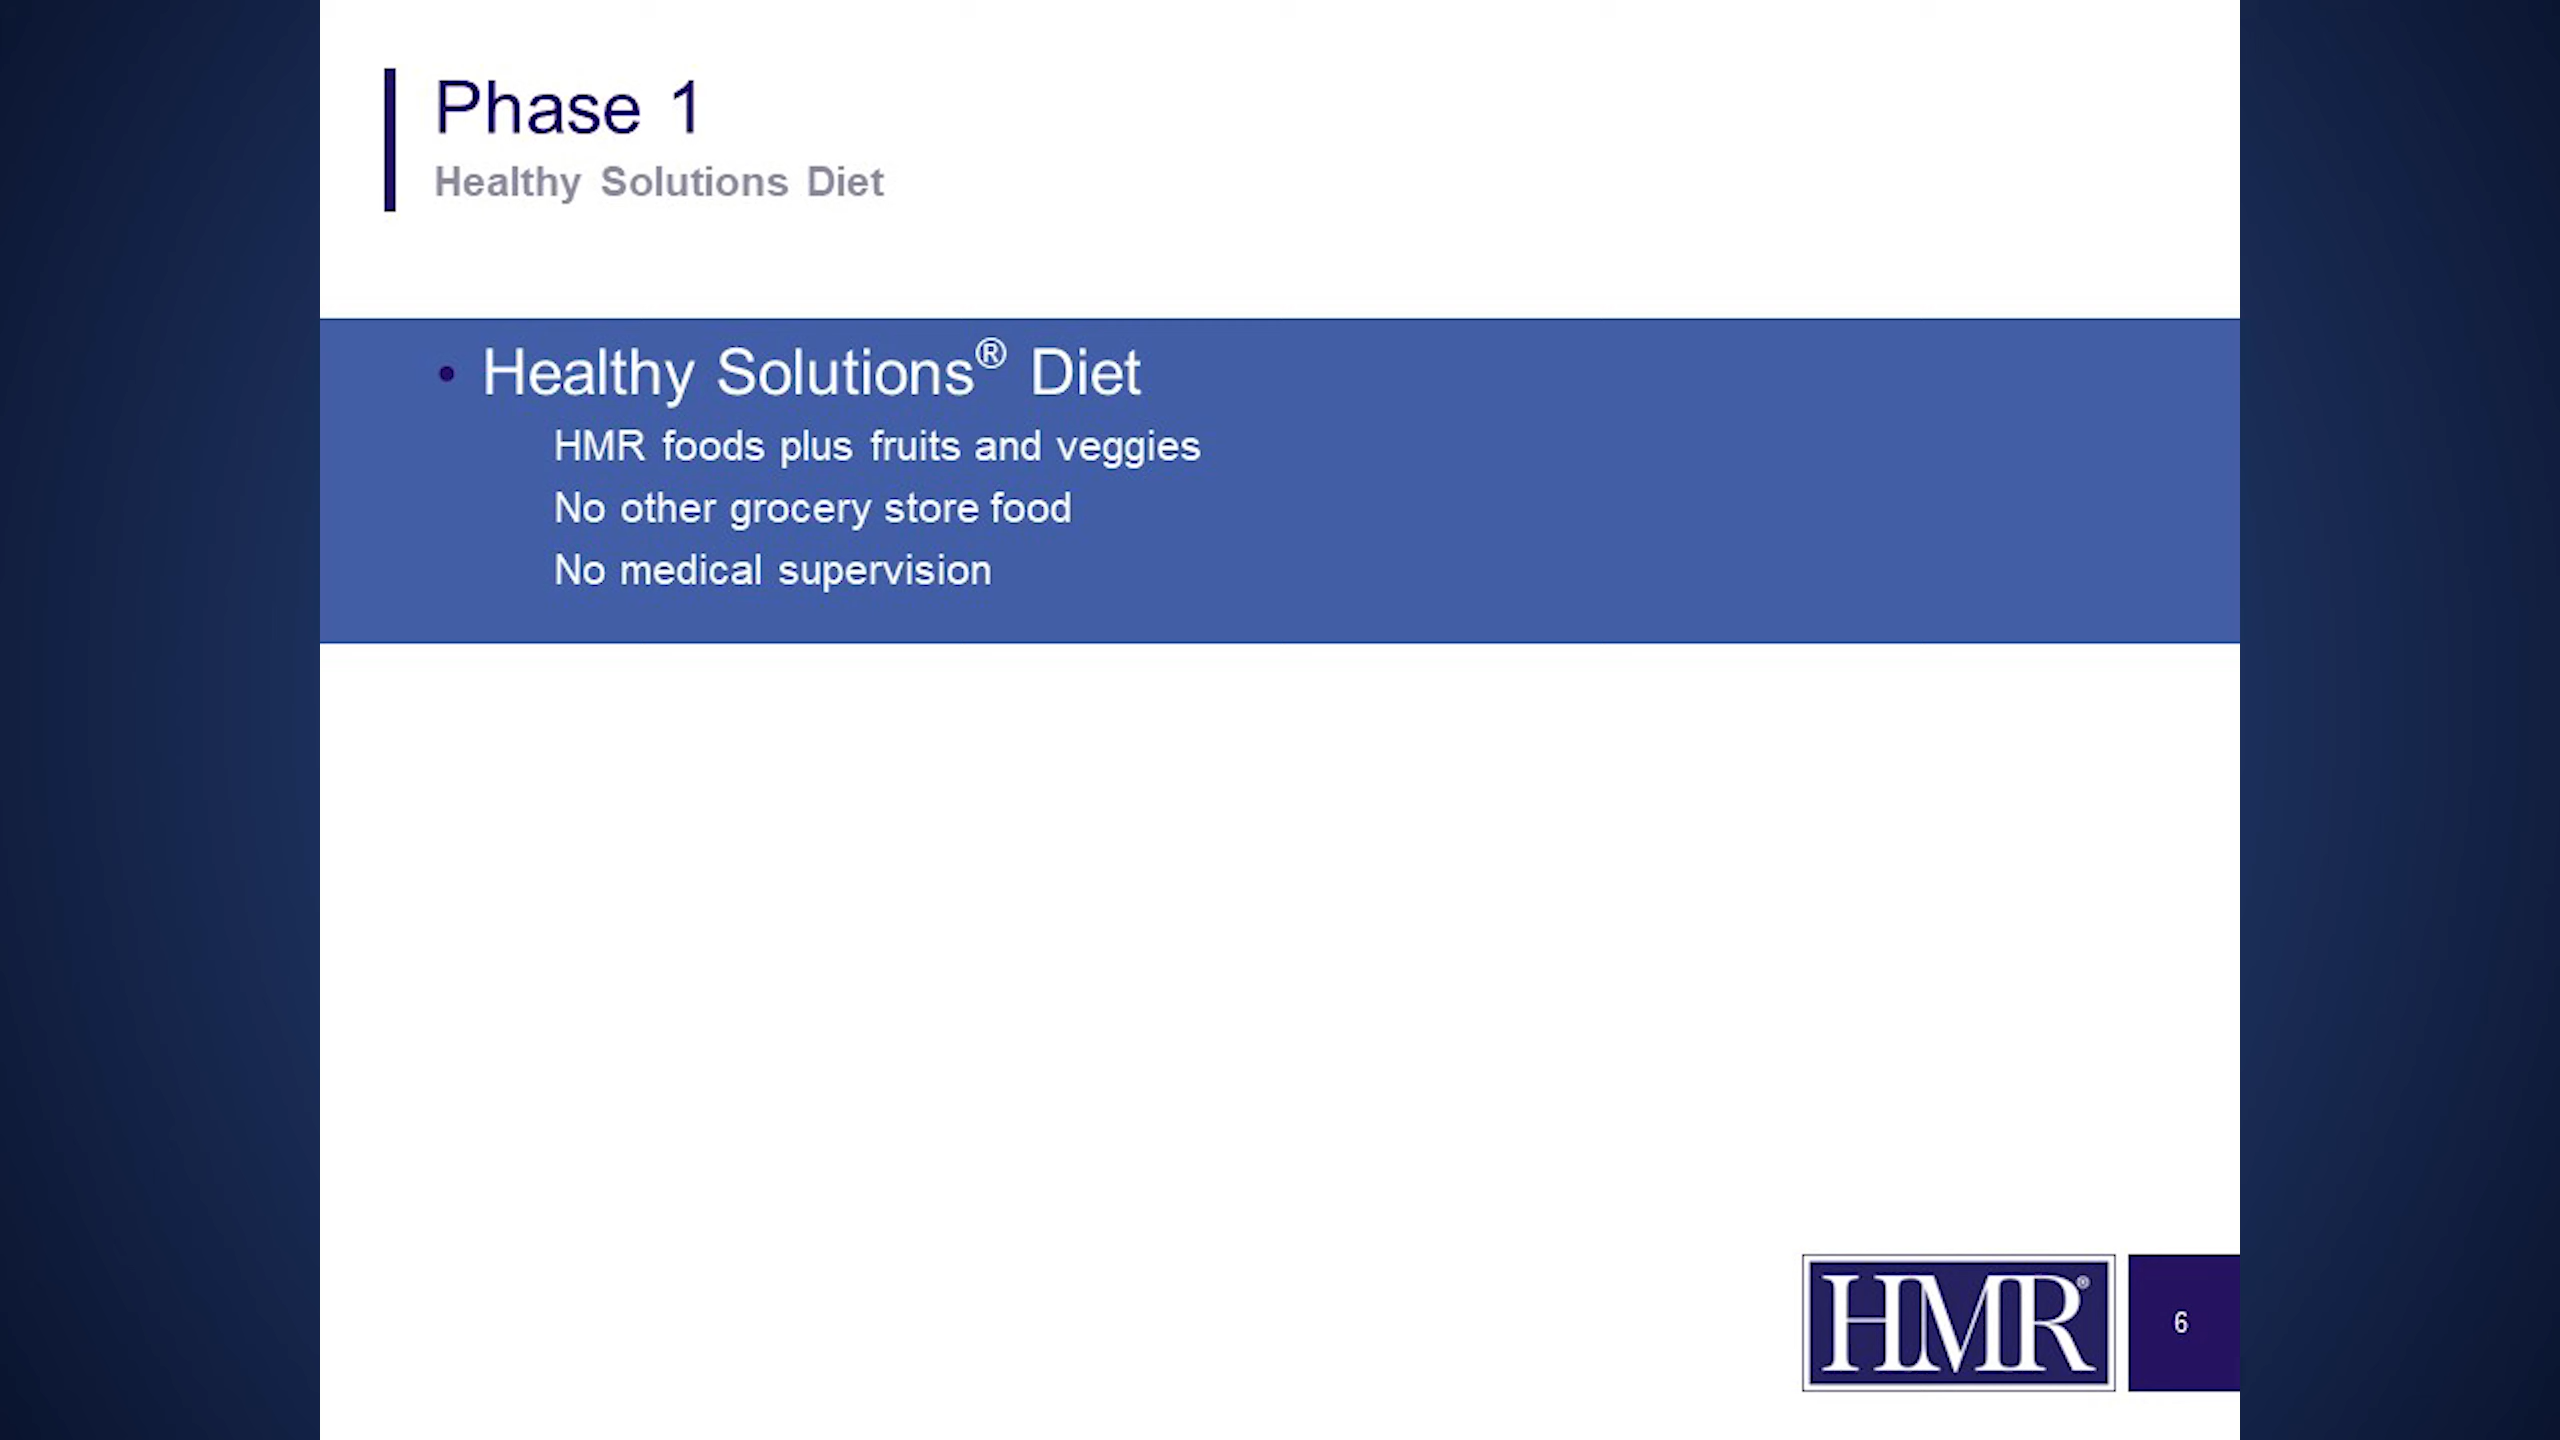 Phase 1
Healthy Solutions Diet
• Healthy Solutions® Diet
HMR foods plus fruits and veggies
No other grocery store food
No medical supervision
HMR®
6